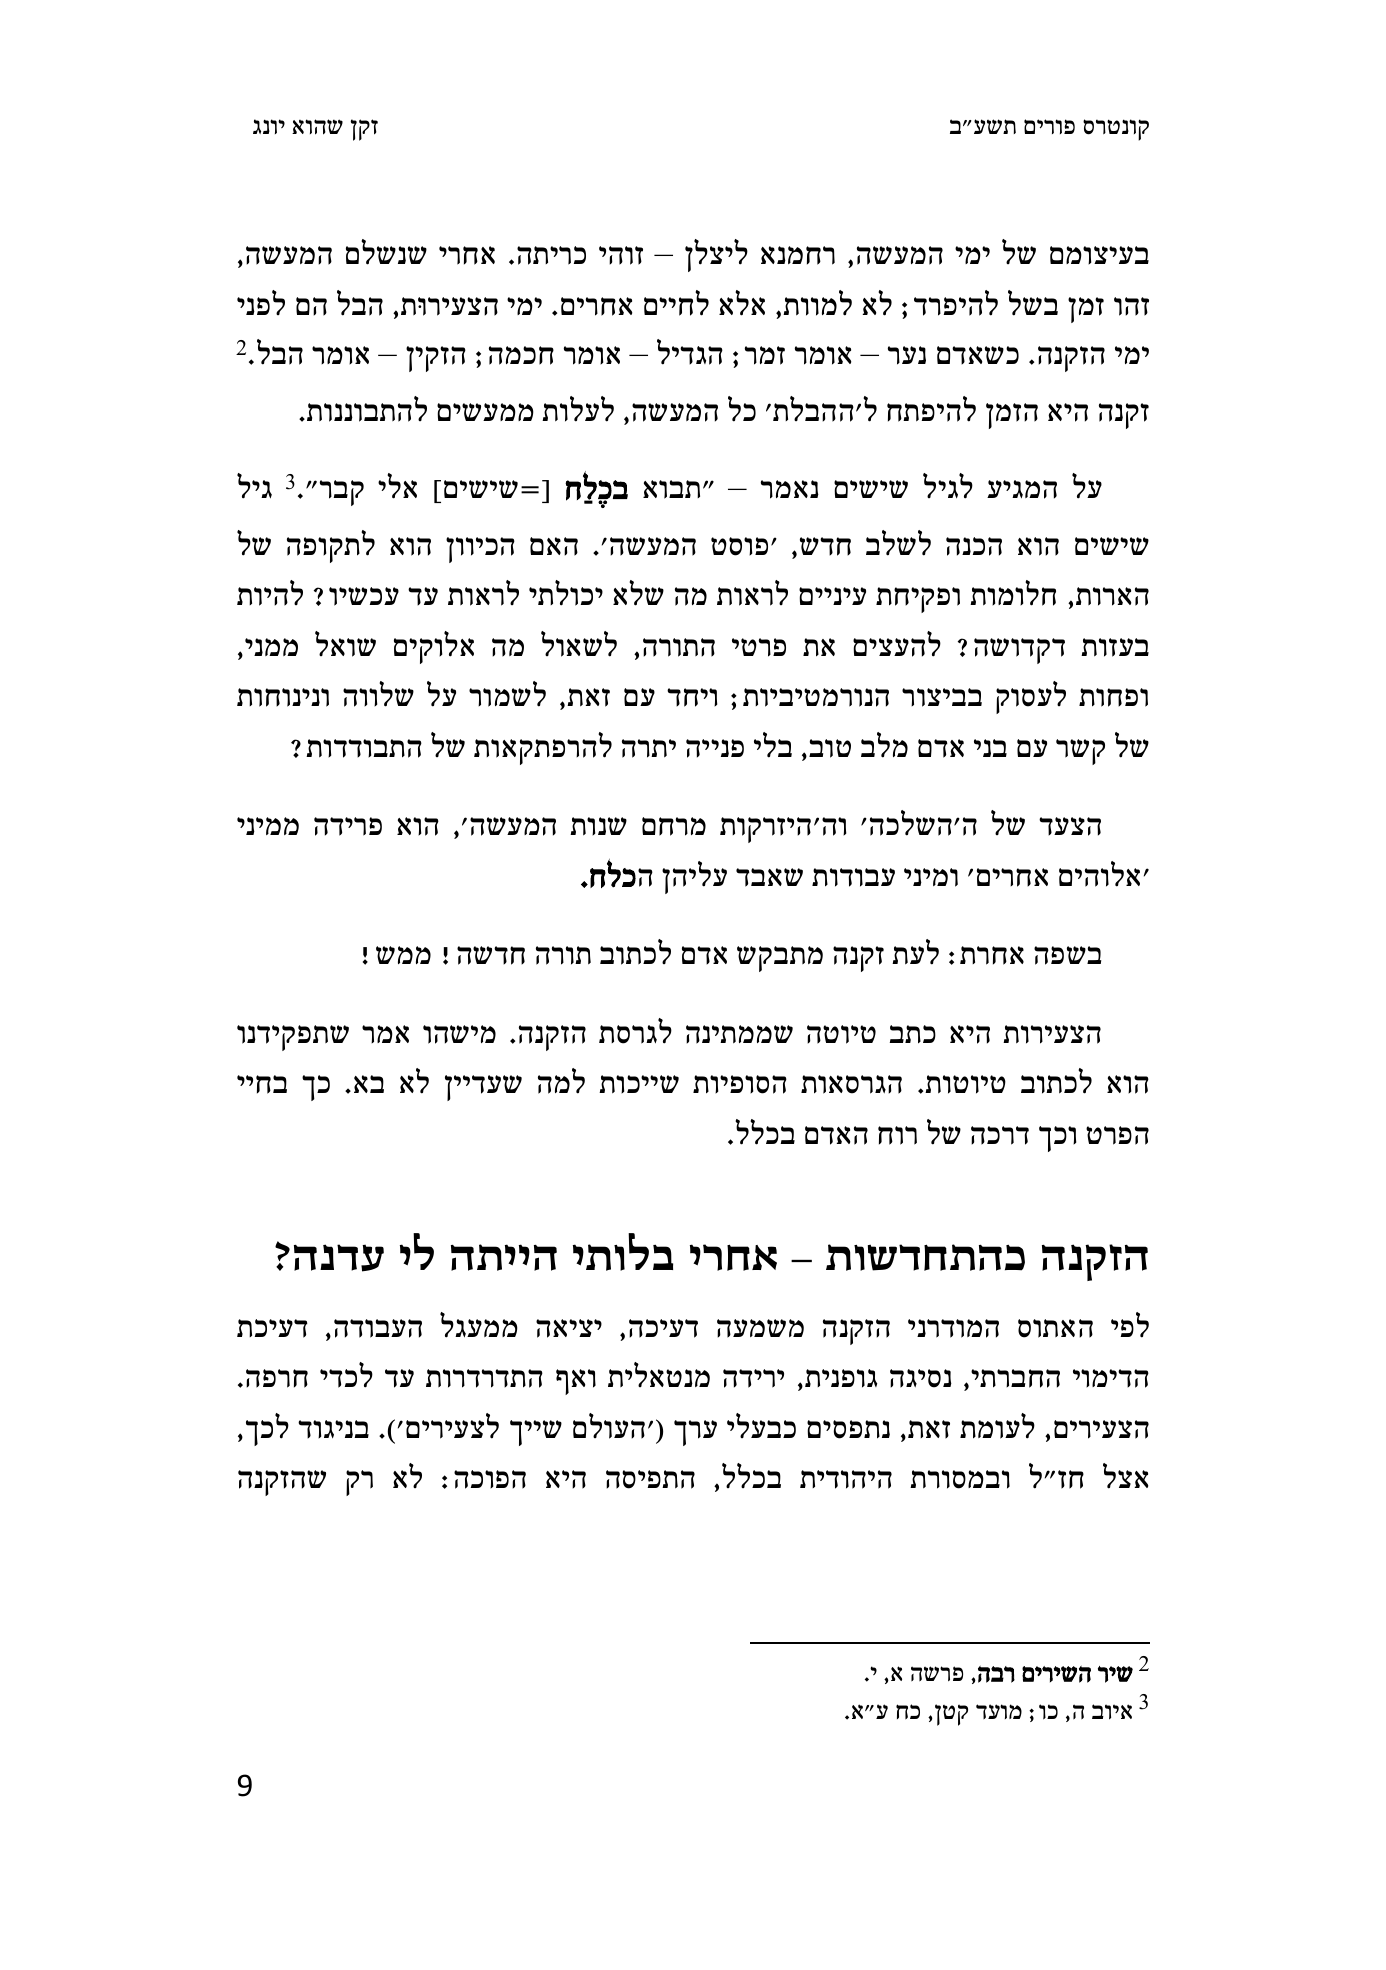 קונטרס פורים תשע״ב
זקן שהוא יונג
בעיצומם של ימי המעשה, רחמנא ליצלן – זוהי כריתה. אחרי שנשלם המעשה,
זהו זמן בשל להיפרד; לא למוות, אלא לחיים אחרים. ימי הצעירוּת, הבל הם לפני
ימי הזקנה. כשאדם נער – אומר זמר; הגדיל – אומר חכמה; הזקין – אומר הבל.2
זקנה היא הזמן להיפתח ל׳ההבלת׳ כל המעשה, לעלות ממעשים להתבוננות.
על המגיע לגיל שישים נאמר – ״תבוא בכֶלַח [=שישים] אלי קבר״.3 גיל
שישים הוא הכנה לשלב חדש, ׳פוסט המעשה׳. האם הכיוון הוא לתקופה של
הארות, חלומות ופקיחת עיניים לראות מה שלא יכולתי לראות עד עכשיו? להיות
בעזות דקדושה? להעצים את פרטי התורה, לשאול מה אלוקים שואל ממני,
ופחות לעסוק בביצור הנורמטיביות; ויחד עם זאת, לשמור על שלווה ונינוחות
של קשר עם בני אדם מלב טוב, בלי פנייה יתרה להרפתקאות של התבודדות?
הצעד של ה׳השלכה׳ וה׳היזרקות מרחם שנות המעשה׳, הוא פרידה ממיני
׳אלוהים אחרים׳ ומיני עבודות שאבד עליהן הכלח.
בשפה אחרת: לעת זקנה מתבקש אדם לכתוב תורה חדשה! ממש!
הצעירות היא כתב טיוטה שממתינה לגרסת הזקנה. מישהו אמר שתפקידנו
הוא לכתוב טיוטות. הגרסאות הסופיות שייכות למה שעדיין לא בא. כך בחיי
הפרט וכך דרכה של רוח האדם בכלל.
הזקנה כהתחדשות – אחרי בלותי הייתה לי עדנה?
לפי האתוס המודרני הזקנה משמעה דעיכה, יציאה ממעגל העבודה, דעיכת
הדימוי החברתי, נסיגה גופנית, ירידה מנטאלית ואף התדרדרות עד לכדי חרפה.
הצעירים, לעומת זאת, נתפסים כבעלי ערך (׳העולם שייך לצעירים׳). בניגוד לכך,
אצל חז״ל ובמסורת היהודית בכלל, התפיסה היא הפוכה: לא רק שהזקנה
2 שיר השירים רבה, פרשה א, י.
3 איוב ה, כו; מועד קטן, כח ע״א.
9